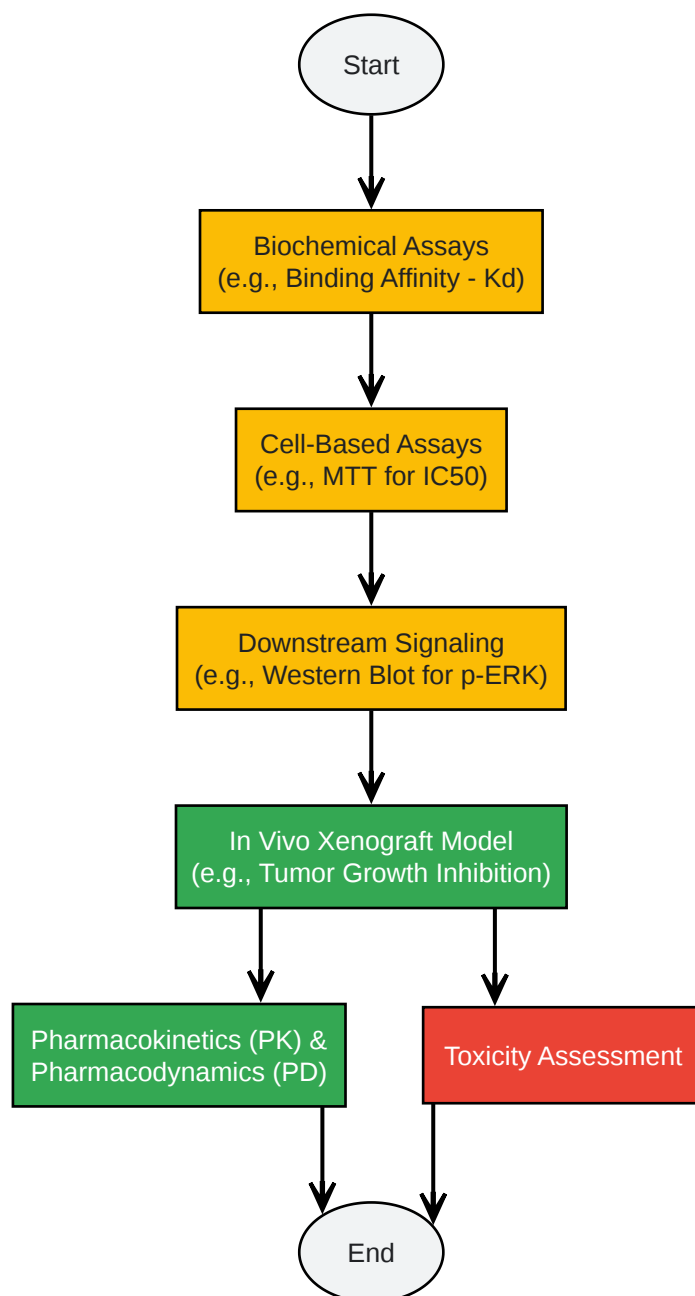 Start
Biochemical Assays
(e.g., Binding Affinity - Kd)
Cell-Based Assays
(e.g., MTT for IC50)
Downstream Signaling
(e.g., Western Blot for p-ERK)
In Vivo Xenograft Model
(e.g., Tumor Growth Inhibition)
Pharmacokinetics (PK) &
Pharmacodynamics (PD)
Toxicity Assessment
End